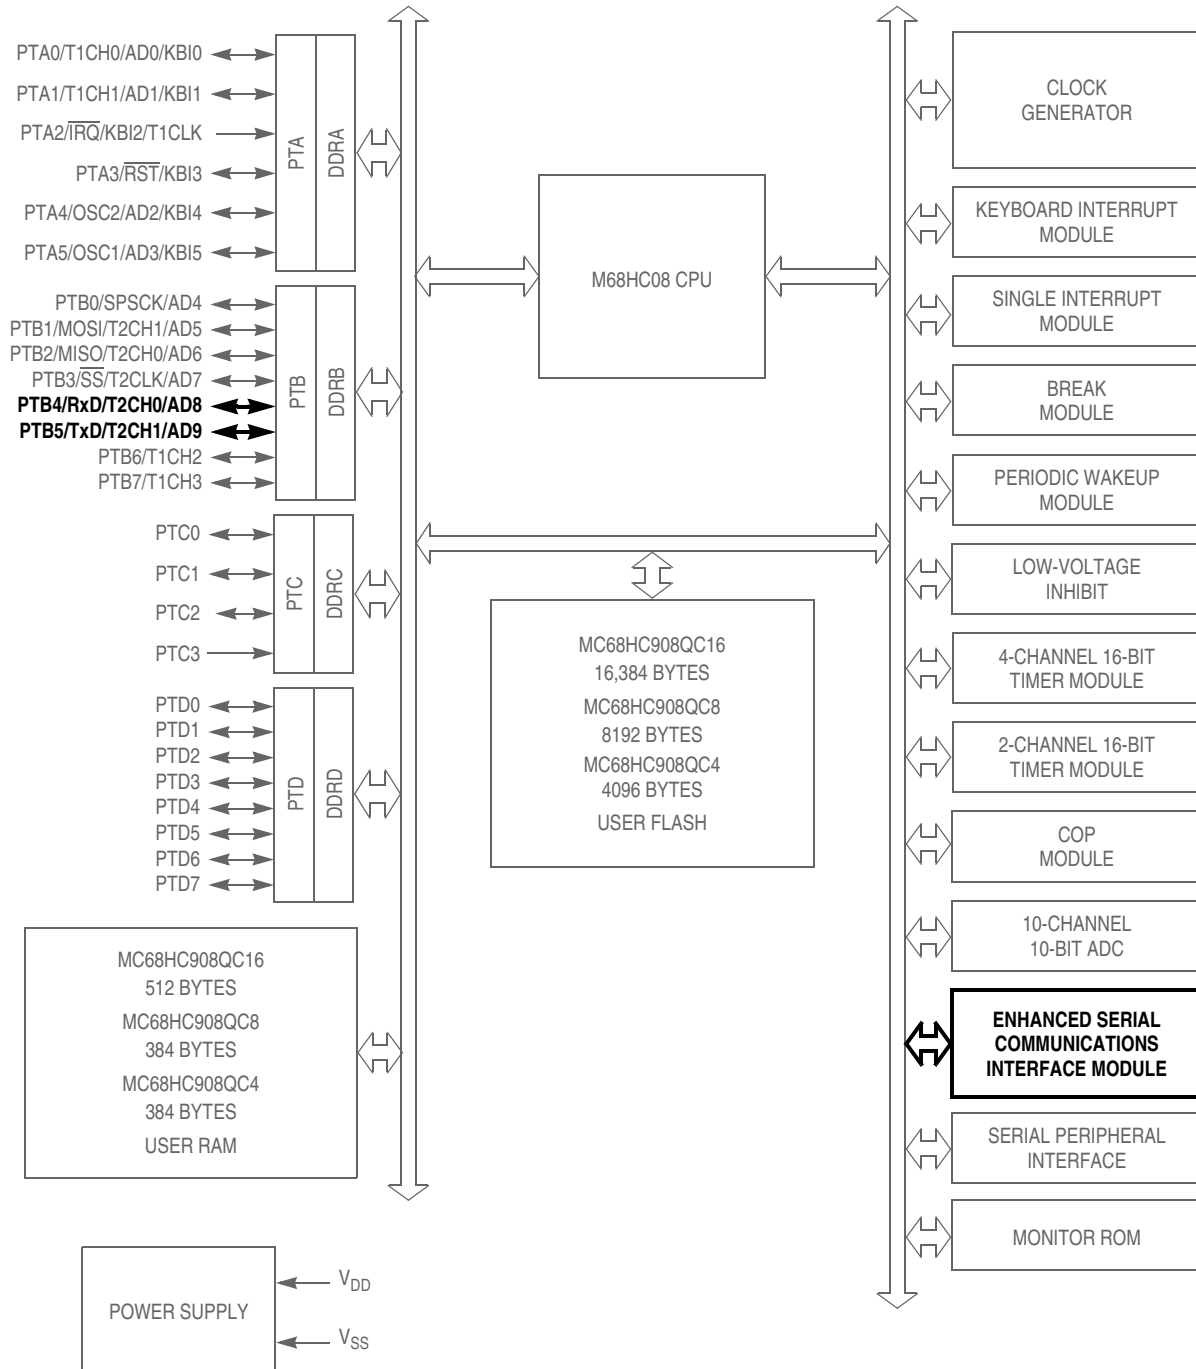 PTA0/T1CH0/AD0/KBI0
PTA1/T1CH1/AD1/KBI1
PTA2/IRQ/KBI2/T1CLK
PTA3/RST/KBI3
PTA4/OSC2/AD2/KBI4
PTA5/OSC1/AD3/KBI5
PTA
DDRA
PTB0/SPSCK/AD4
PTB1/MOSI/T2CH1/AD5
PTB2/MISO/T2CH0/AD6
PTB3/SS/T2CLK/AD7
PTB4/RxD/T2CH0/AD8
PTB5/TxD/T2CH1/AD9
PTB6/T1CH2
PTB7/T1CH3
PTB
DDRB
PTC0
PTC1
PTC2
PTC3
PTC
DDRC
PTD0
PTD1
PTD2
PTD3
PTD4
PTD5
PTD6
PTD7
PTD
DDRD
MC68HC908QC16
512 BYTES
MC68HC908QC8
384 BYTES
MC68HC908QC4
384 BYTES
USER RAM
POWER SUPPLY
VDD
VSS
M68HC08 CPU
MC68HC908QC16
16,384 BYTES
MC68HC908QC8
8192 BYTES
MC68HC908QC4
4096 BYTES
USER FLASH
CLOCK
GENERATOR
KEYBOARD INTERRUPT
MODULE
SINGLE INTERRUPT
MODULE
BREAK
MODULE
PERIODIC WAKEUP
MODULE
LOW-VOLTAGE
INHIBIT
4-CHANNEL 16-BIT
TIMER MODULE
2-CHANNEL 16-BIT
TIMER MODULE
COP
MODULE
10-CHANNEL
10-BIT ADC
ENHANCED SERIAL
COMMUNICATIONS
INTERFACE MODULE
SERIAL PERIPHERAL
INTERFACE
MONITOR ROM